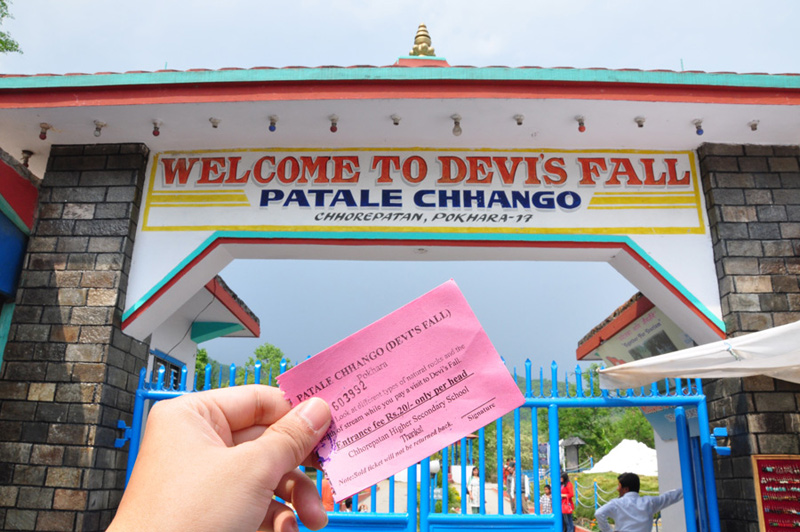 WELCOME TO DEVI'S FALL
PATALE CHHANGO
CHHOREPATAN, POKHARA-17
PATALE CHHANGO (DEVI'S FALL)
Pokhara
603932
Look at different types of natural rocks and the
of stream while you pay a visit to Devi's Fall.
Entrance fee Rs.20/- only per head
Chhorepatan Higher Secondary School
Thanks!
Signature
Note:Sold ticket will not be returned back.